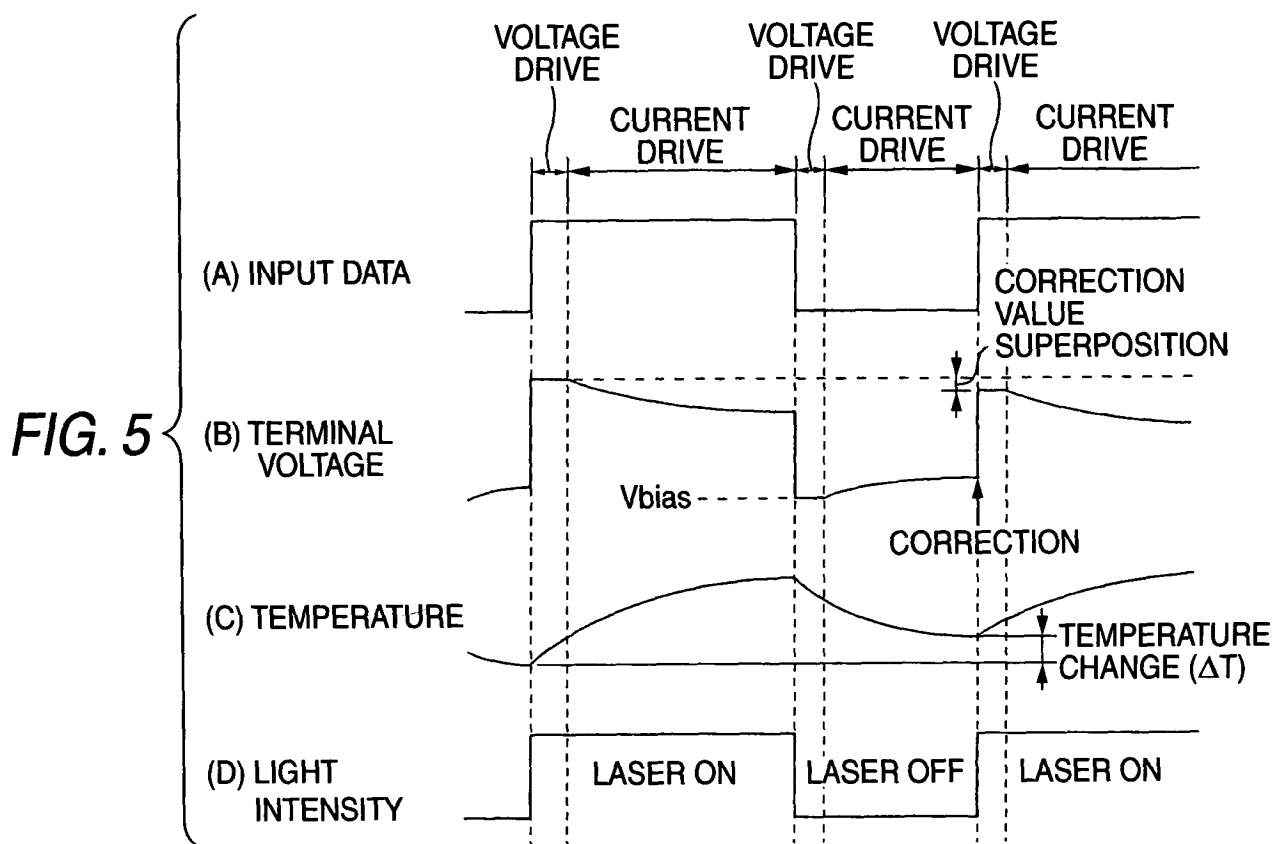 VOLTAGE
DRIVE
VOLTAGE
DRIVE
VOLTAGE
DRIVE
CURRENT
DRIVE
CURRENT
DRIVE
CURRENT
DRIVE
(A) INPUT DATA
CORRECTION
VALUE
SUPERPOSITION
FIG. 5
(B) TERMINAL
VOLTAGE
Vbias
CORRECTION
(C) TEMPERATURE
TEMPERATURE
CHANGE (ΔT)
(D) LIGHT
INTENSITY
LASER ON
LASER OFF
LASER ON